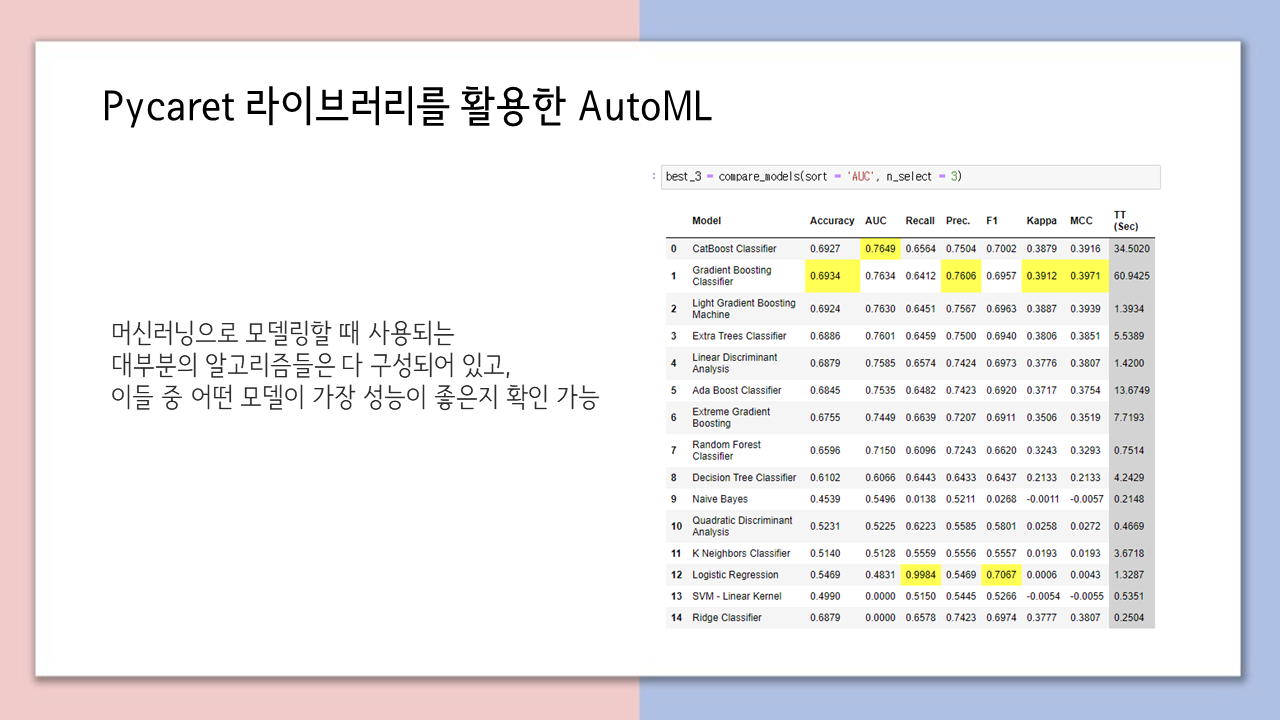 Pycaret 라이브러리를 활용한 AutoML
머신러닝으로 모델링할 때 사용되는
대부분의 알고리즘들은 다 구성되어 있고,
이들 중 어떤 모델이 가장 성능이 좋은지 확인 가능
: best_3 = compare_models(sort = 'AUC', n_select = 3)
Model Accuracy AUC Recall Prec. F1 Kappa MCC TT (Sec)
0 CatBoost Classifier 0.6927 0.7649 0.6564 0.7504 0.7002 0.3879 0.3916 34.5020
1 Gradient Boosting Classifier 0.6934 0.7634 0.6412 0.7606 0.6957 0.3912 0.3971 60.9425
2 Light Gradient Boosting Machine 0.6924 0.7630 0.6451 0.7567 0.6963 0.3887 0.3939 1.3934
3 Extra Trees Classifier 0.6886 0.7601 0.6459 0.7500 0.6940 0.3806 0.3851 5.5389
4 Linear Discriminant Analysis 0.6879 0.7585 0.6574 0.7424 0.6973 0.3776 0.3807 1.4200
5 Ada Boost Classifier 0.6845 0.7535 0.6482 0.7423 0.6920 0.3717 0.3754 13.6749
6 Extreme Gradient Boosting 0.6755 0.7449 0.6639 0.7207 0.6911 0.3506 0.3519 7.7193
7 Random Forest Classifier 0.6596 0.7150 0.6096 0.7243 0.6620 0.3243 0.3293 0.7514
8 Decision Tree Classifier 0.6102 0.6066 0.6443 0.6433 0.6437 0.2133 0.2133 4.2429
9 Naive Bayes 0.4539 0.5496 0.0138 0.5211 0.0268 -0.0011 -0.0057 0.2148
10 Quadratic Discriminant Analysis 0.5231 0.5225 0.6223 0.5585 0.5801 0.0258 0.0272 0.4669
11 K Neighbors Classifier 0.5140 0.5128 0.5559 0.5556 0.5557 0.0193 0.0193 3.6718
12 Logistic Regression 0.5469 0.4831 0.9984 0.5469 0.7067 0.0006 0.0043 1.3287
13 SVM - Linear Kernel 0.4990 0.0000 0.5150 0.5445 0.5266 -0.0054 -0.0055 0.5351
14 Ridge Classifier 0.6879 0.0000 0.6578 0.7423 0.6974 0.3777 0.3807 0.2504